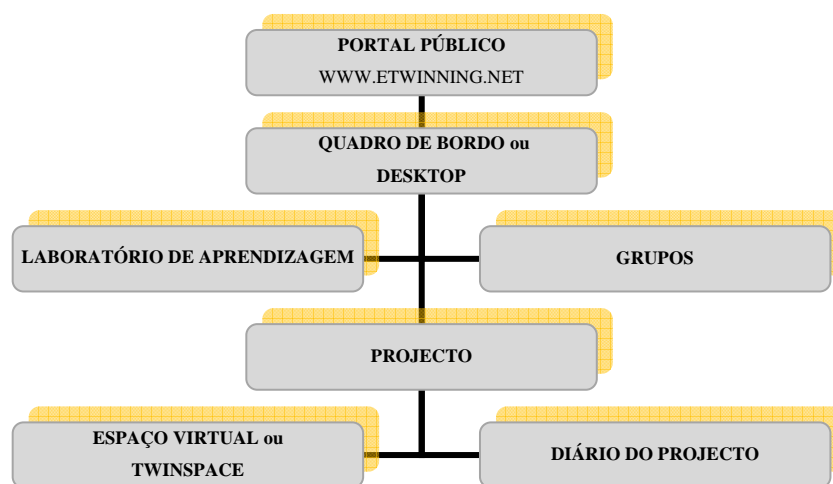 PORTAL PÚBLICO
WWW.ETWINNING.NET
QUADRO DE BORDO ou
DESKTOP
LABORATÓRIO DE APRENDIZAGEM
GRUPOS
PROJECTO
ESPAÇO VIRTUAL ou
TWINSPACE
DIÁRIO DO PROJECTO